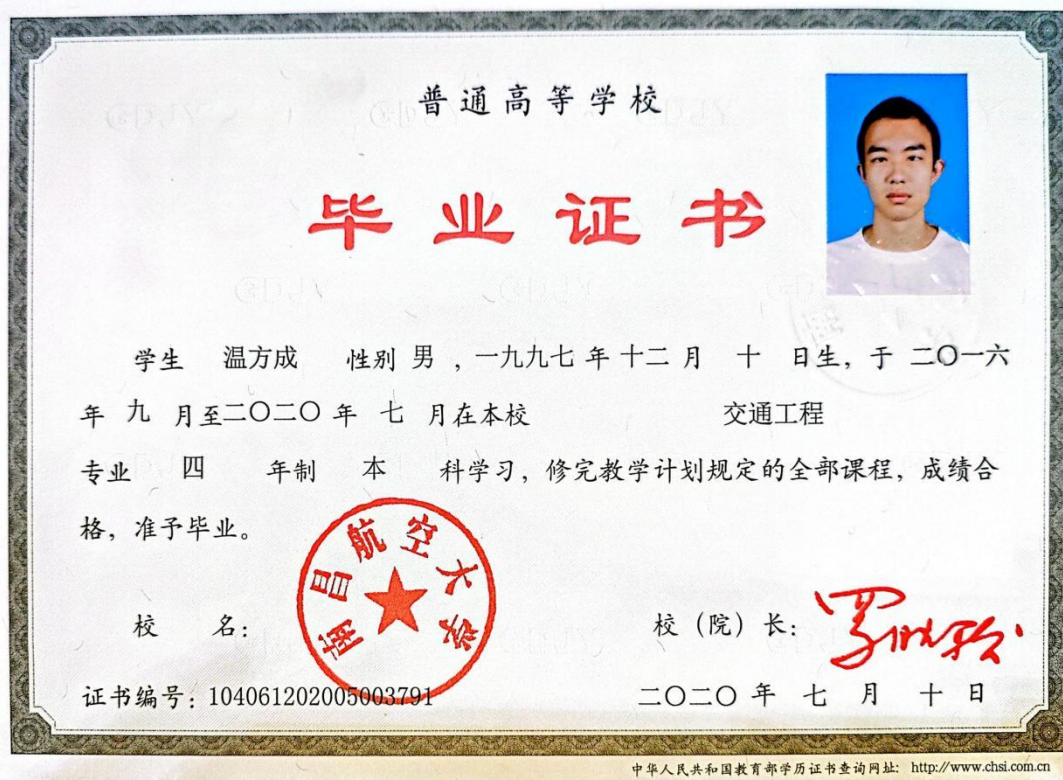 普通高等学校
毕业证书
学生 温方成 性别 男 ，一九九七 年 十二 月 十 日生，于 二〇一六
年 九 月至二〇二〇 年 七 月在本校 交通工程
专业 四 年制 本 科学习，修完教学计划规定的全部课程，成绩合
格，准予毕业。
南昌航空大学
校 名： 校（院）长：
证书编号：104061202005003791 二〇二〇 年 七 月 十 日
中华人民共和国教育部学历证书查询网址：http://www.chsi.com.cn